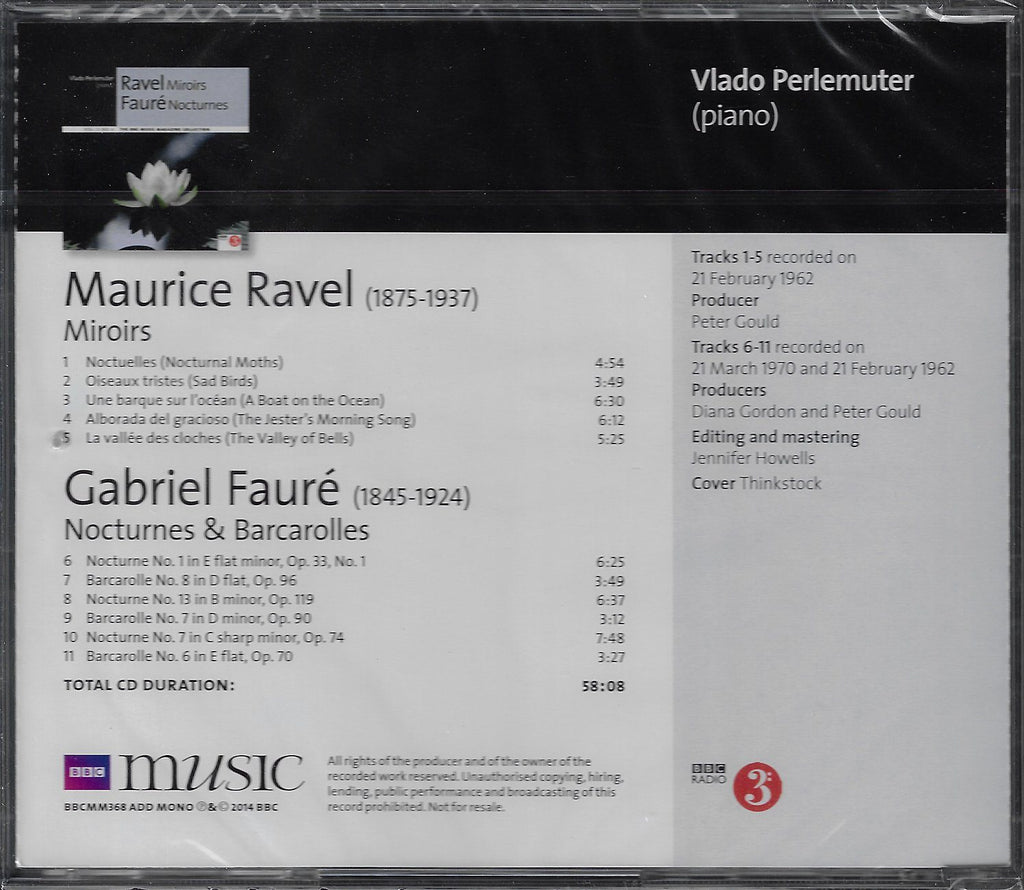 Vlado Perlemuter
piano
Ravel Miroirs
Fauré Nocturnes
THE BBC MUSIC MAGAZINE COLLECTION
Vlado Perlemuter
(piano)
Maurice Ravel (1875-1937)
Miroirs
1 Noctuelles (Nocturnal Moths) 4:54
2 Oiseaux tristes (Sad Birds) 3:49
3 Une barque sur l'océan (A Boat on the Ocean) 6:30
4 Alborada del gracioso (The Jester's Morning Song) 6:12
5 La vallée des cloches (The Valley of Bells) 5:25
Gabriel Fauré (1845-1924)
Nocturnes & Barcarolles
6 Nocturne No. 1 in E flat minor, Op. 33, No. 1 6:25
7 Barcarolle No. 8 in D flat, Op. 96 3:49
8 Nocturne No. 13 in B minor, Op. 119 6:37
9 Barcarolle No. 7 in D minor, Op. 90 3:12
10 Nocturne No. 7 in C sharp minor, Op. 74 7:48
11 Barcarolle No. 6 in E flat, Op. 70 3:27
TOTAL CD DURATION: 58:08
Tracks 1-5 recorded on
21 February 1962
Producer
Peter Gould
Tracks 6-11 recorded on
21 March 1970 and 21 February 1962
Producers
Diana Gordon and Peter Gould
Editing and mastering
Jennifer Howells
Cover Thinkstock
BBC music
BBCMM368 ADD MONO ℗&© 2014 BBC
All rights of the producer and of the owner of the
recorded work reserved. Unauthorised copying, hiring,
lending, public performance and broadcasting of this
record prohibited. Not for resale.
BBC
RADIO 3